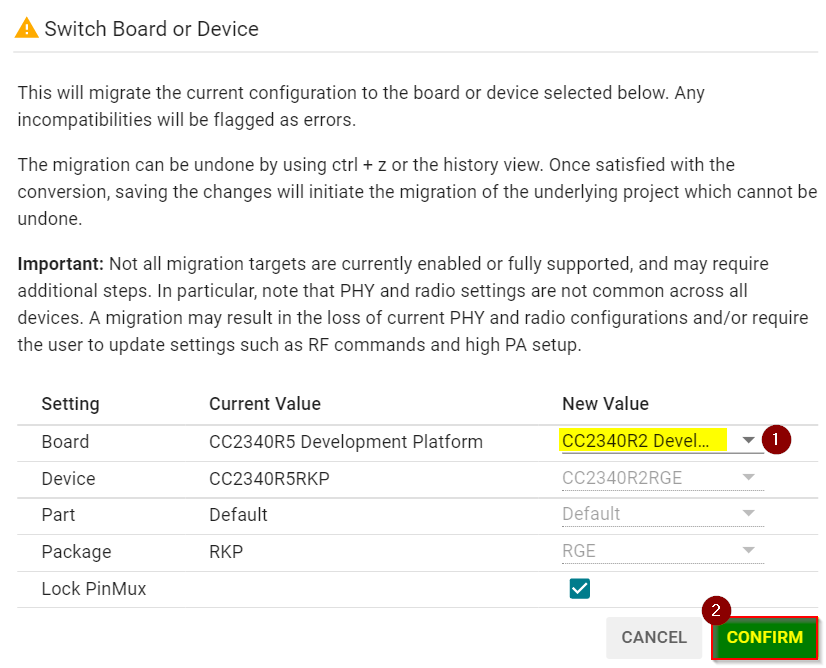 Switch Board or Device
This will migrate the current configuration to the board or device selected below. Any
incompatibilities will be flagged as errors.
The migration can be undone by using ctrl + z or the history view. Once satisfied with the
conversion, saving the changes will initiate the migration of the underlying project which cannot be
undone.
Important: Not all migration targets are currently enabled or fully supported, and may require
additional steps. In particular, note that PHY and radio settings are not common across all
devices. A migration may result in the loss of current PHY and radio configurations and/or require
the user to update settings such as RF commands and high PA setup.
Setting Current Value New Value
Board CC2340R5 Development Platform CC2340R2 Devel... 1
Device CC2340R5RKP CC2340R2RGE
Part Default Default
Package RKP RGE
Lock PinMux
2
CANCEL CONFIRM